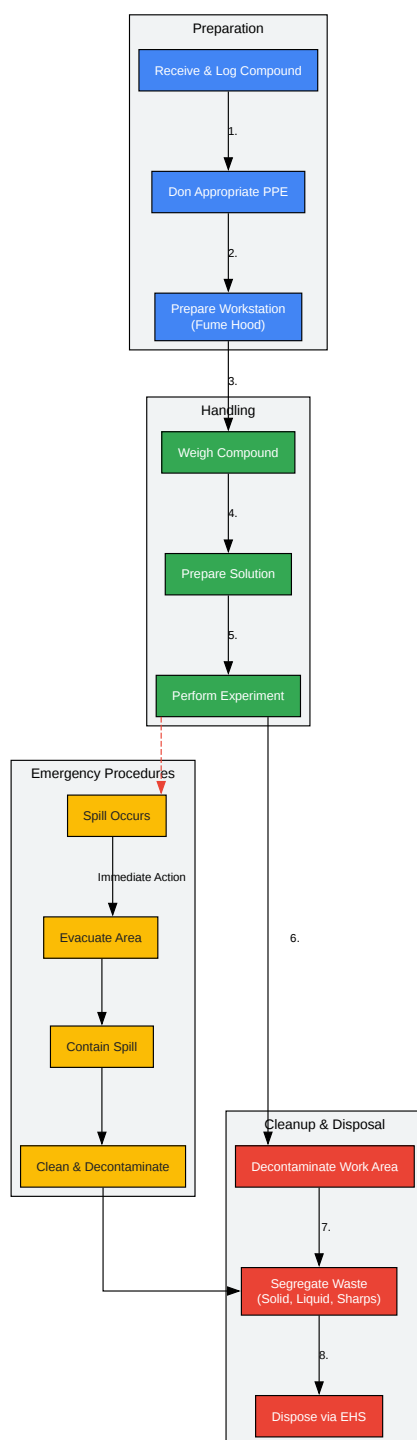 Preparation
Receive & Log Compound
1.
Don Appropriate PPE
2.
Prepare Workstation
(Fume Hood)
3.
Handling
Weigh Compound
4.
Prepare Solution
5.
Perform Experiment
Emergency Procedures
Spill Occurs
Immediate Action
Evacuate Area
Contain Spill
Clean & Decontaminate
6.
Cleanup & Disposal
Decontaminate Work Area
7.
Segregate Waste
(Solid, Liquid, Sharps)
8.
Dispose via EHS